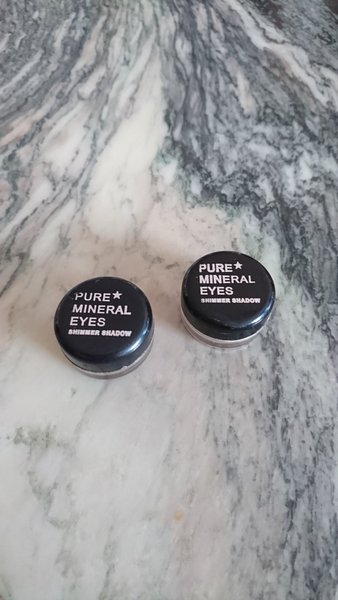 PURE★
MINERAL
EYES
SHIMMER SHADOW
PURE★
MINERAL
EYES
SHIMMER SHADOW